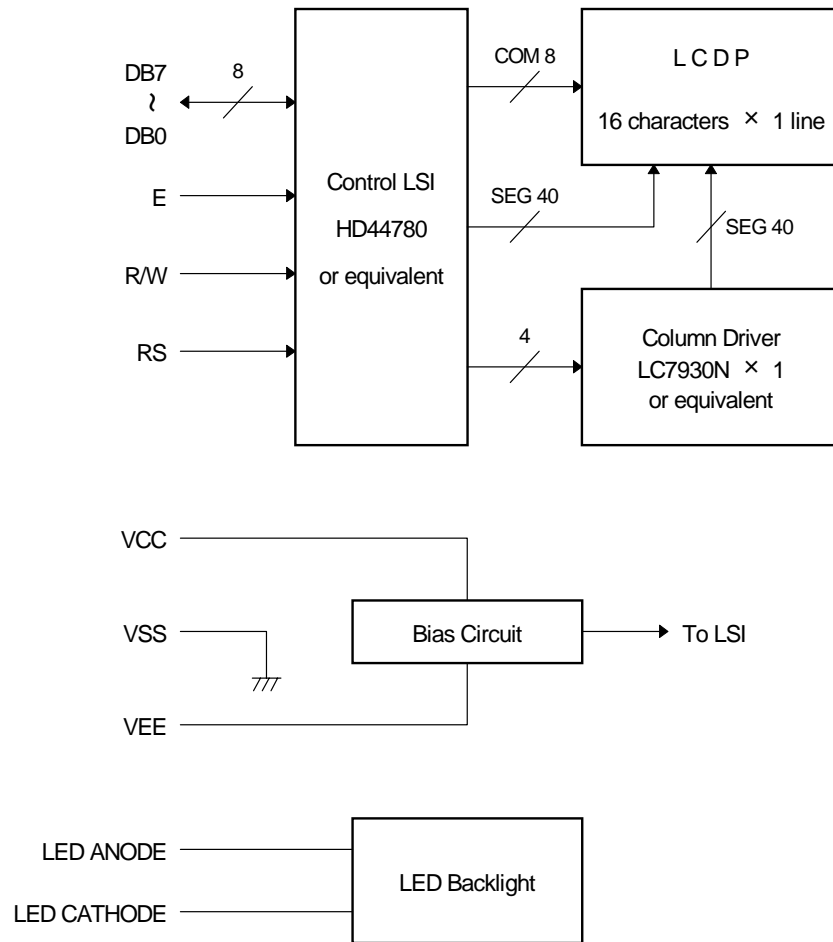 DB7
~
DB0
8
E
R/W
RS
Control LSI
HD44780
or equivalent
COM 8
SEG 40
4
L C D P
16 characters × 1 line
SEG 40
Column Driver
LC7930N × 1
or equivalent
VCC
VSS
VEE
Bias Circuit
To LSI
LED ANODE
LED CATHODE
LED Backlight